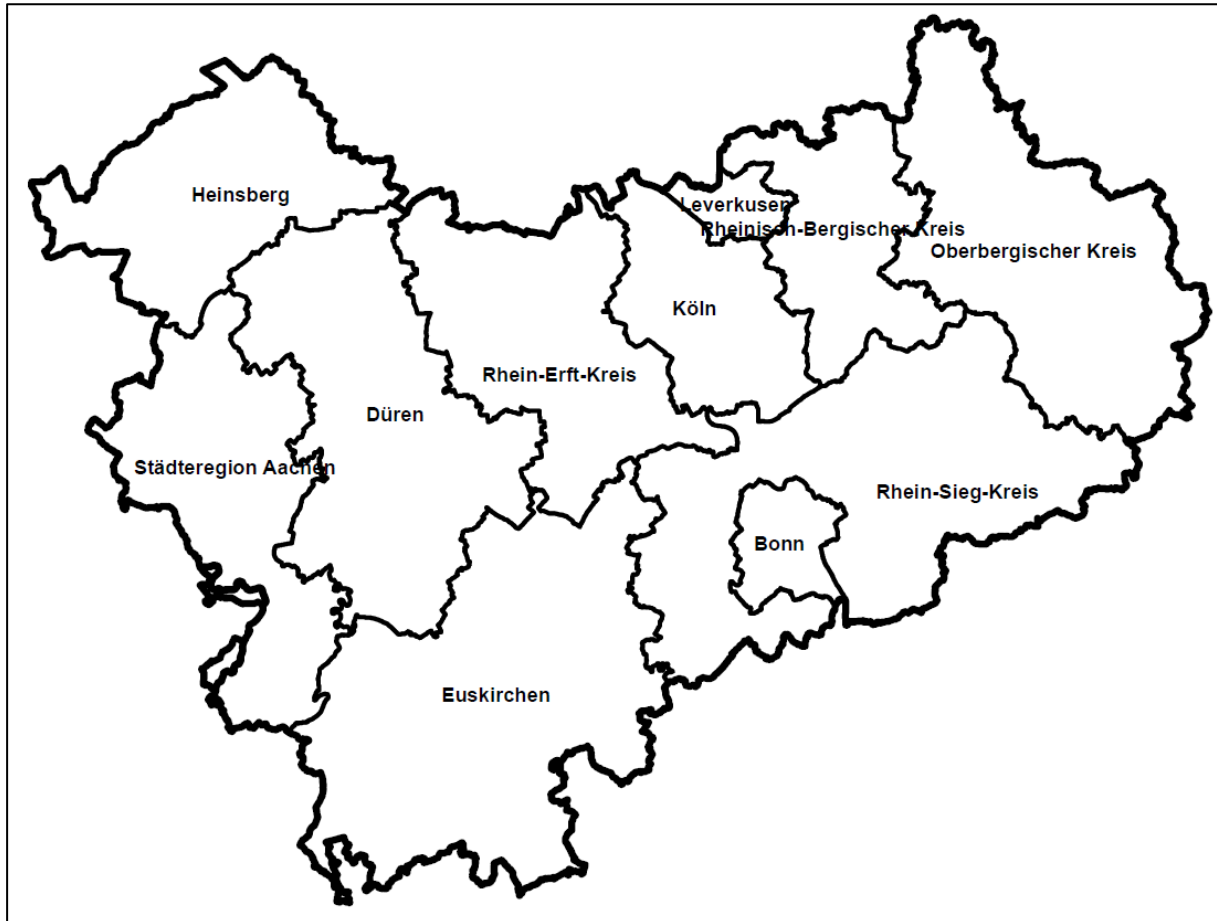 Heinsberg
Leverkusen
Rheinisch-Bergischer Kreis
Oberbergischer Kreis
Köln
Rhein-Erft-Kreis
Düren
Städteregion Aachen
Rhein-Sieg-Kreis
Bonn
Euskirchen